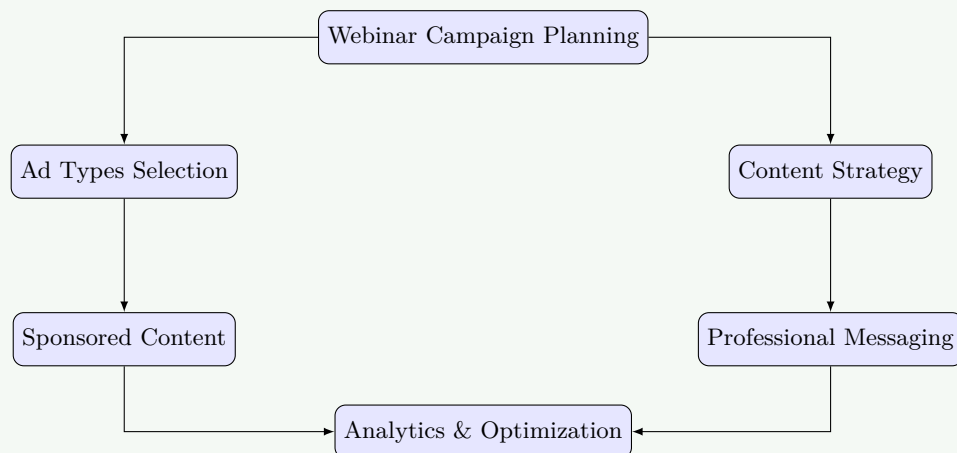 Webinar Campaign Planning
Ad Types Selection
Content Strategy
Sponsored Content
Professional Messaging
Analytics & Optimization